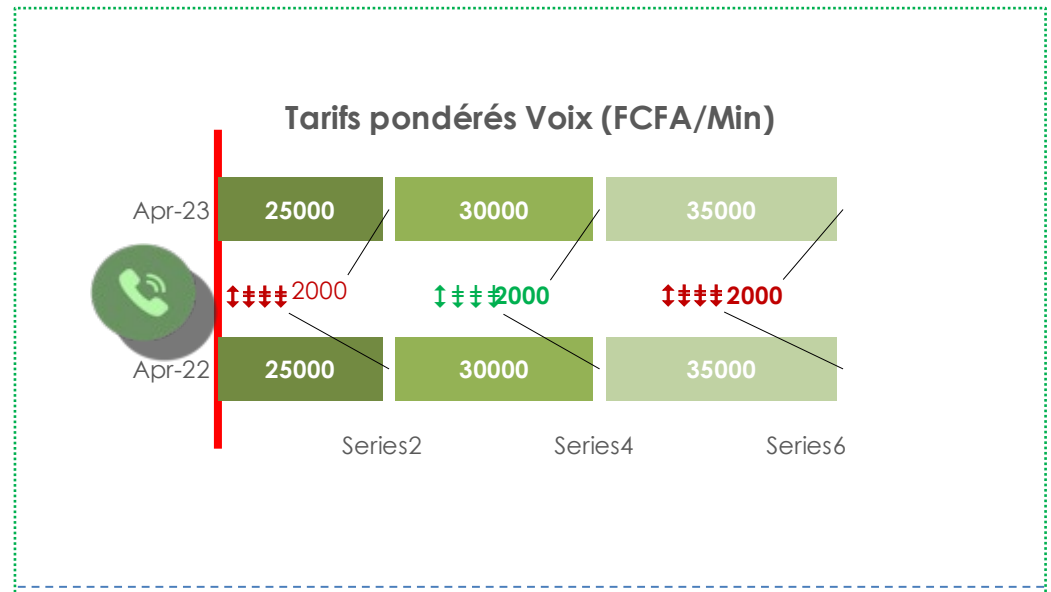 Tarifs pondérés Voix (FCFA/Min)
Apr-23 25000 30000 35000
‡‡‡‡2000 ‡‡‡‡2000 ‡‡‡‡2000
Apr-22 25000 30000 35000
Series2 Series4 Series6